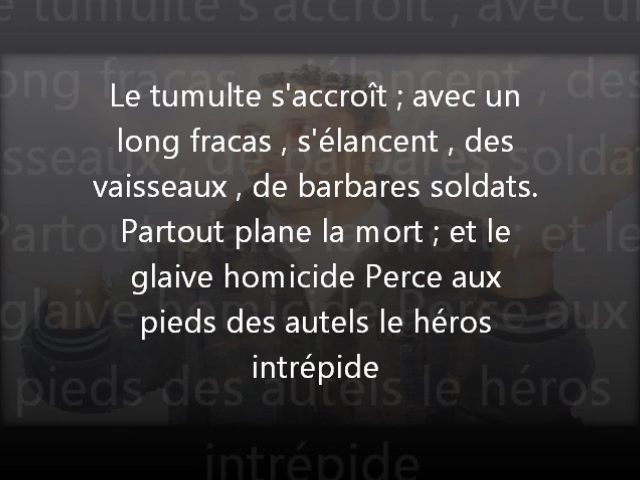 Le tumulte s'accroît ; avec un
long fracas , s'élancent , des
vaisseaux , de barbares soldats.
Partout plane la mort ; et le
glaive homicide Perce aux
pieds des autels le héros
intrépide